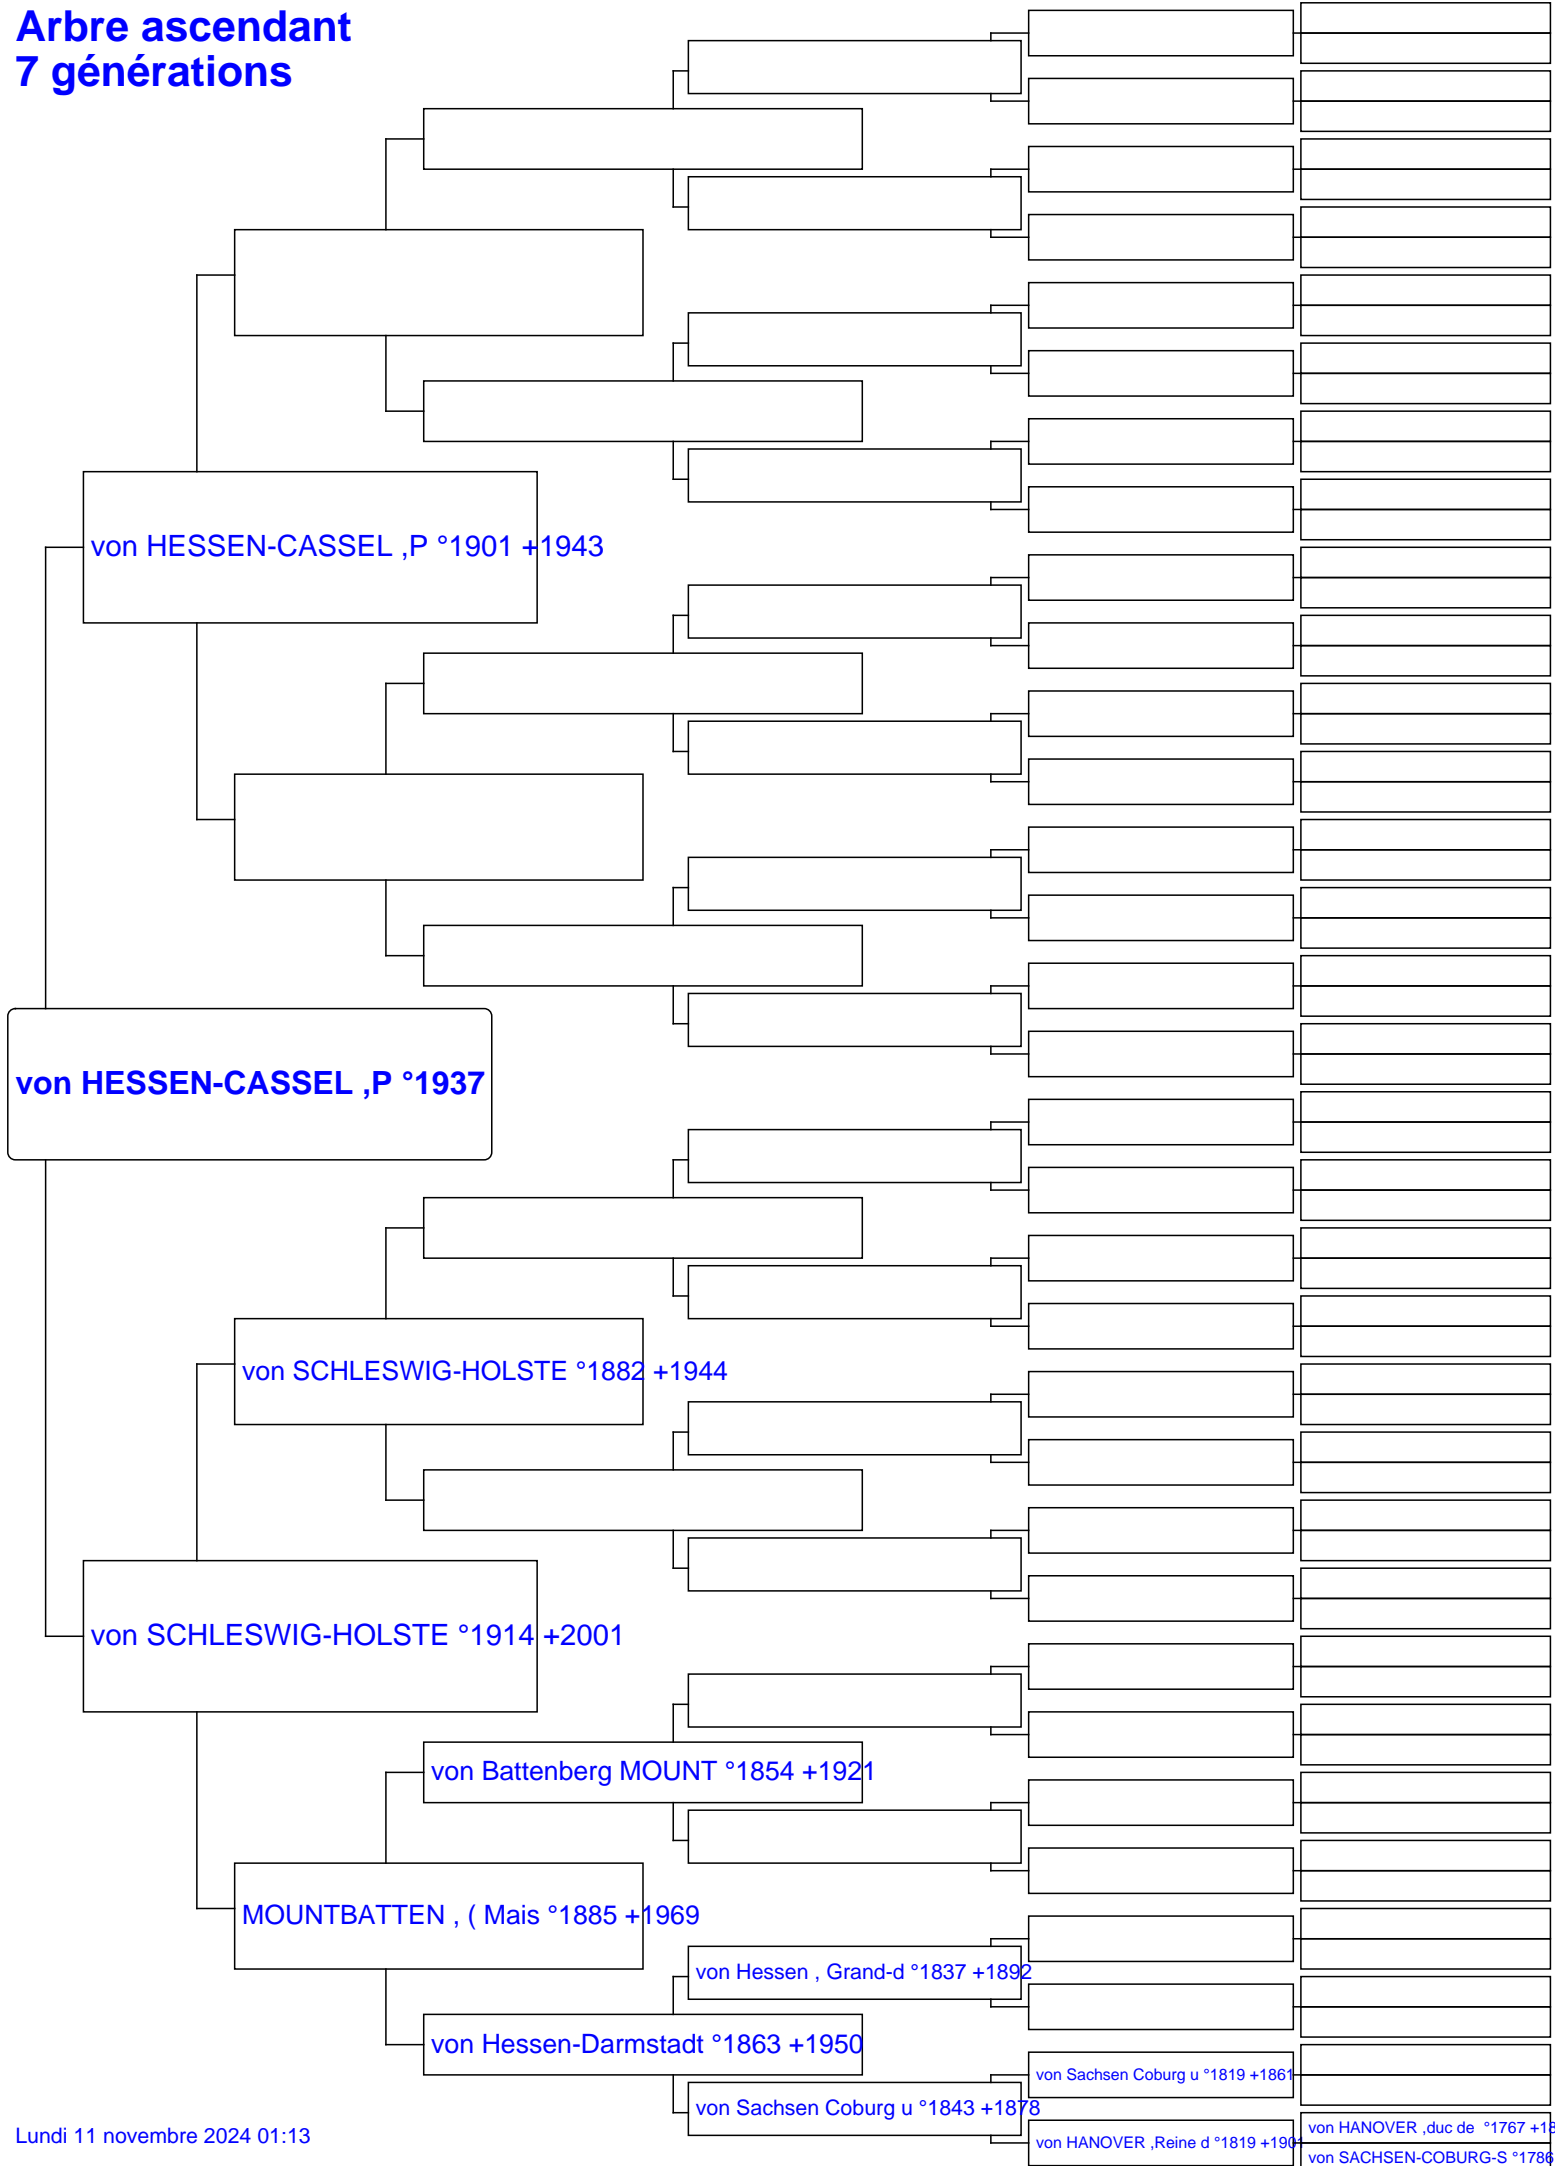 Arbre ascendant
7 générations
von HESSEN-CASSEL ,P °1901 +1943
von HESSEN-CASSEL ,P °1937
von SCHLESWIG-HOLSTE °1882 +1944
von SCHLESWIG-HOLSTE °1914 +2001
von Battenberg MOUNT °1854 +1921
MOUNTBATTEN , ( Mais °1885 +1969
von Hessen , Grand-d °1837 +1892
von Hessen-Darmstadt °1863 +1950
von Sachsen Coburg u °1819 +1861
von Sachsen Coburg u °1843 +1878
von HANOVER ,duc de °1767 +18
von HANOVER ,Reine d °1819 +1901
von SACHSEN-COBURG-S °1786
Lundi 11 novembre 2024 01:13